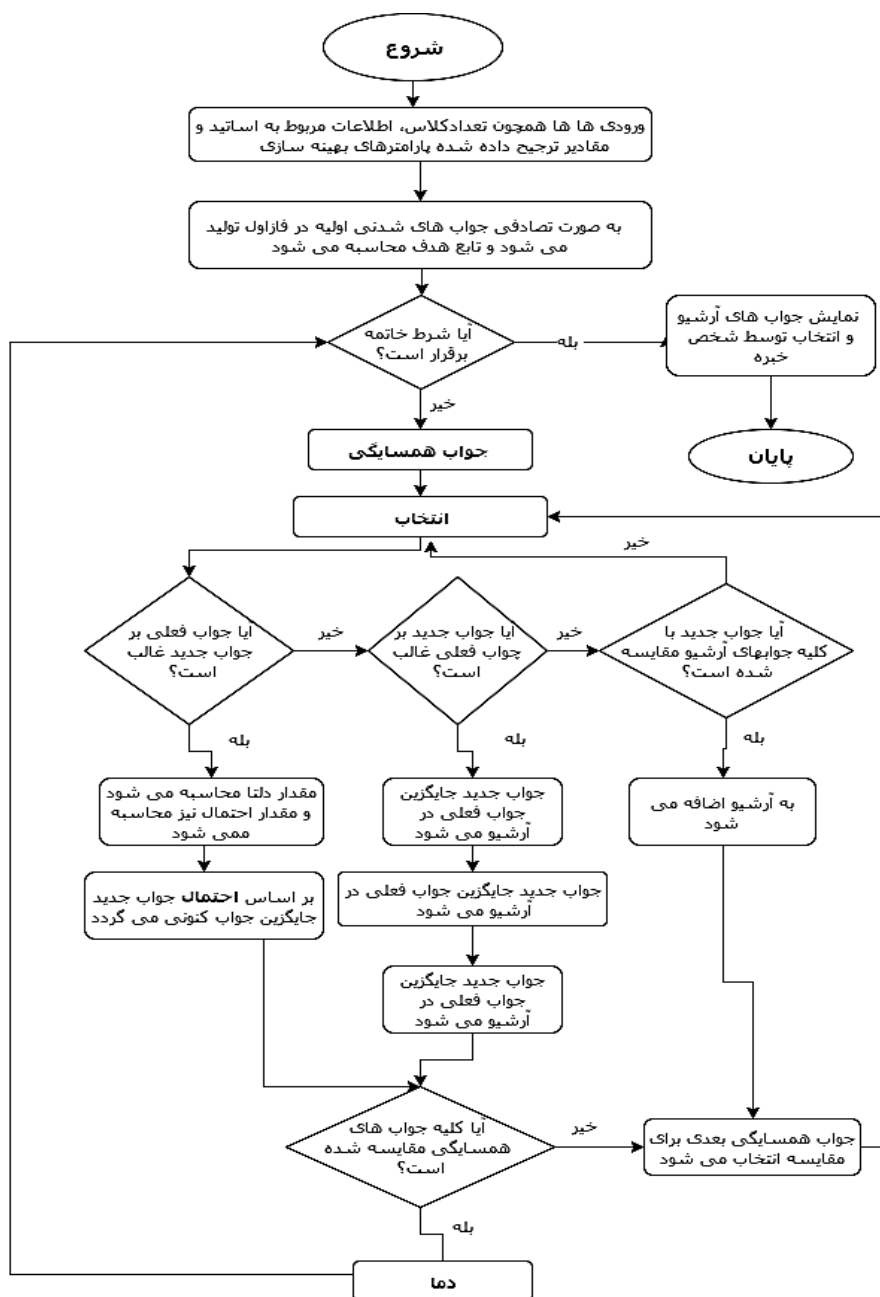 شروع
ورودی ها ها همچون تعدادکلاس، اطلاعات مربوط به اساتید و
مقادیر ترجیح داده شده پارامترهای بهینه سازی
به صورت تصادفی جواب های شدنی اولیه در فازاول تولید
می شود و تابع هدف محاسبه می شود
آیا شرط خاتمه
برقرار است؟
بله
نمایش جواب های آرشیو
و انتخاب توسط شخص
خبره
خیر
جواب همسایگی
پایان
انتخاب
خیر
آیا جواب فعلی بر
جواب جدید غالب
است؟
خیر
آیا جواب جدید بر
جواب فعلی غالب
است؟
خیر
آیا جواب جدید با
کلیه جوابهای آرشیو مقایسه
شده است؟
بله
بله
بله
مقدار دلتا محاسبه می شود
و مقدار احتمال نیز محاسبه
ممی شود
جواب جدید جایگزین
جواب فعلی در
آرشیو می شود
به آرشیو اضافه می
شود
بر اساس احتمال جواب جدید
جایگزین جواب کنونی می گردد
جواب جدید جایگزین جواب فعلی در
آرشیو می شود
جواب جدید جایگزین
جواب فعلی در
آرشیو می شود
آیا کلیه جواب های
همسایگی مقایسه شده
است؟
خیر
جواب همسایگی بعدی برای
مقایسه انتخاب می شود
بله
دما